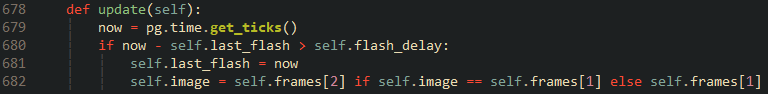 678 def update(self):
679 now = pg.time.get_ticks()
680 if now - self.last_flash > self.flash_delay:
681 self.last_flash = now
682 self.image = self.frames[2] if self.image == self.frames[1] else self.frames[1]